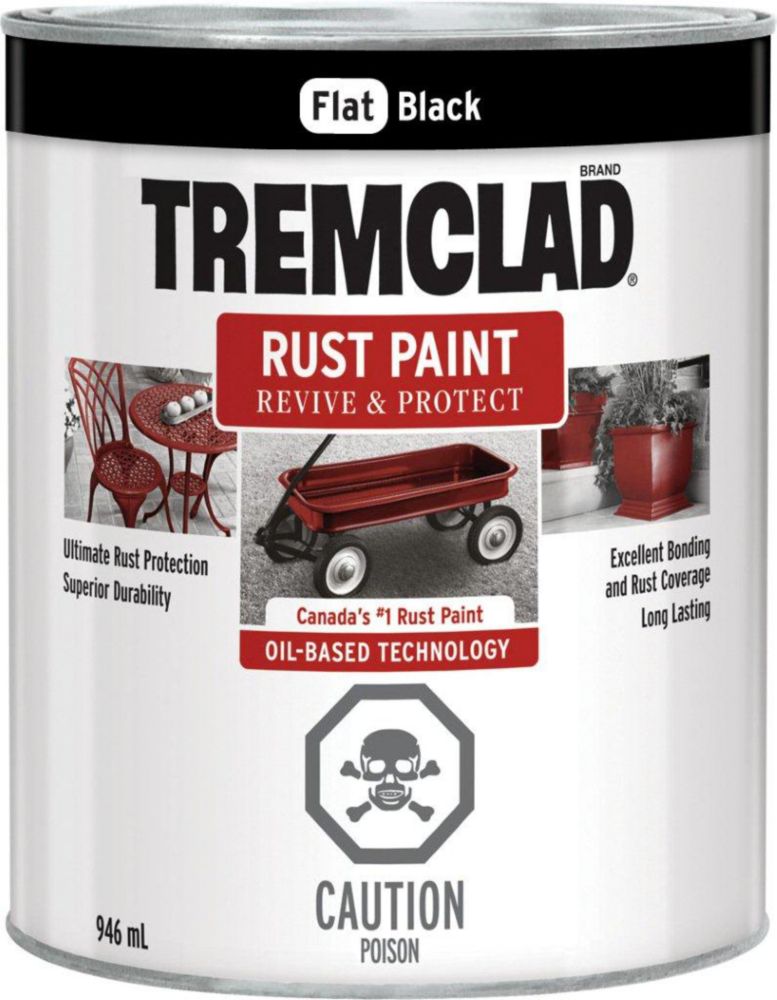 Flat Black
BRAND
TREMCLAD®
RUST PAINT
REVIVE & PROTECT
Ultimate Rust Protection
Superior Durability
Excellent Bonding
and Rust Coverage
Long Lasting
Canada's #1 Rust Paint
OIL-BASED TECHNOLOGY
CAUTION
POISON
946 mL